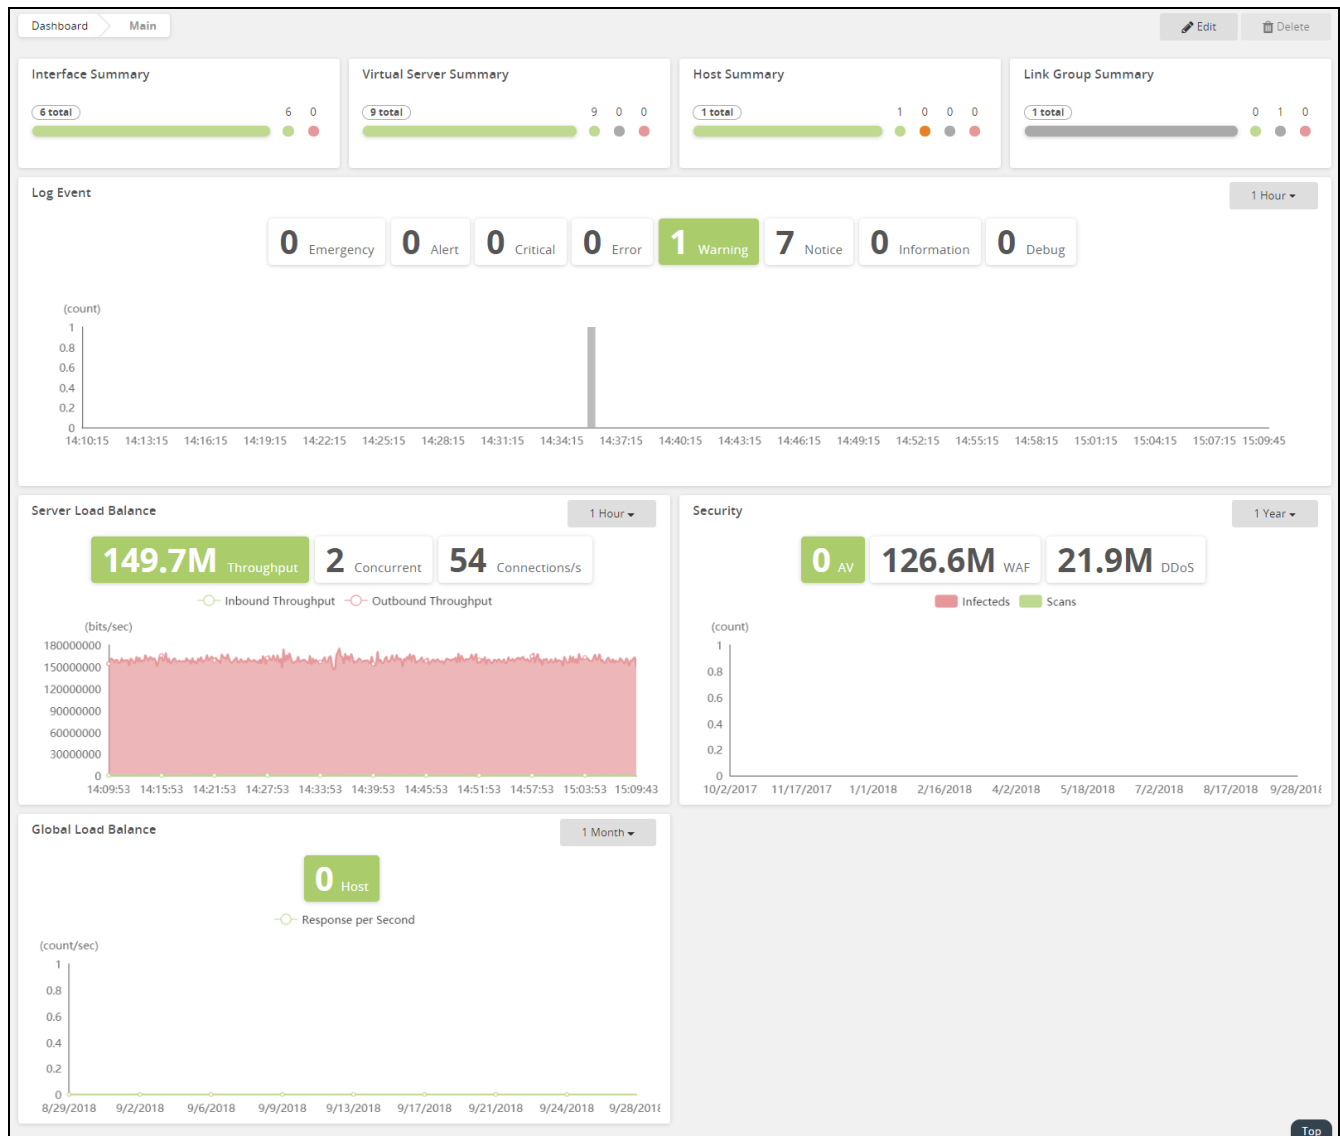 Dashboard Main Edit Delete
Interface Summary
6 total 6 0
Virtual Server Summary
9 total 9 0 0
Host Summary
1 total 1 0 0 0
Link Group Summary
1 total 0 1 0
Log Event 1 Hour
0 Emergency 0 Alert 0 Critical 0 Error 1 Warning 7 Notice 0 Information 0 Debug
(count)
1
0.8
0.6
0.4
0.2
0
14:10:15 14:13:15 14:16:15 14:19:15 14:22:15 14:25:15 14:28:15 14:31:15 14:34:15 14:37:15 14:40:15 14:43:15 14:46:15 14:49:15 14:52:15 14:55:15 14:58:15 15:01:15 15:04:15 15:07:15 15:09:45
Server Load Balance 1 Hour
149.7M Throughput 2 Concurrent 54 Connections/s
Inbound Throughput Outbound Throughput
(bits/sec)
180000000
150000000
120000000
90000000
60000000
30000000
0
14:09:53 14:15:53 14:21:53 14:27:53 14:33:53 14:39:53 14:45:53 14:51:53 14:57:53 15:03:53 15:09:43
Security 1 Year
0 AV 126.6M WAF 21.9M DDoS
Infecteds Scans
(count)
1
0.8
0.6
0.4
0.2
0
10/2/2017 11/17/2017 1/1/2018 2/16/2018 4/2/2018 5/18/2018 7/2/2018 8/17/2018 9/28/2018
Global Load Balance 1 Month
0 Host
Response per Second
(count/sec)
1
0.8
0.6
0.4
0.2
0
8/29/2018 9/2/2018 9/6/2018 9/9/2018 9/13/2018 9/17/2018 9/21/2018 9/24/2018 9/28/2018
Top